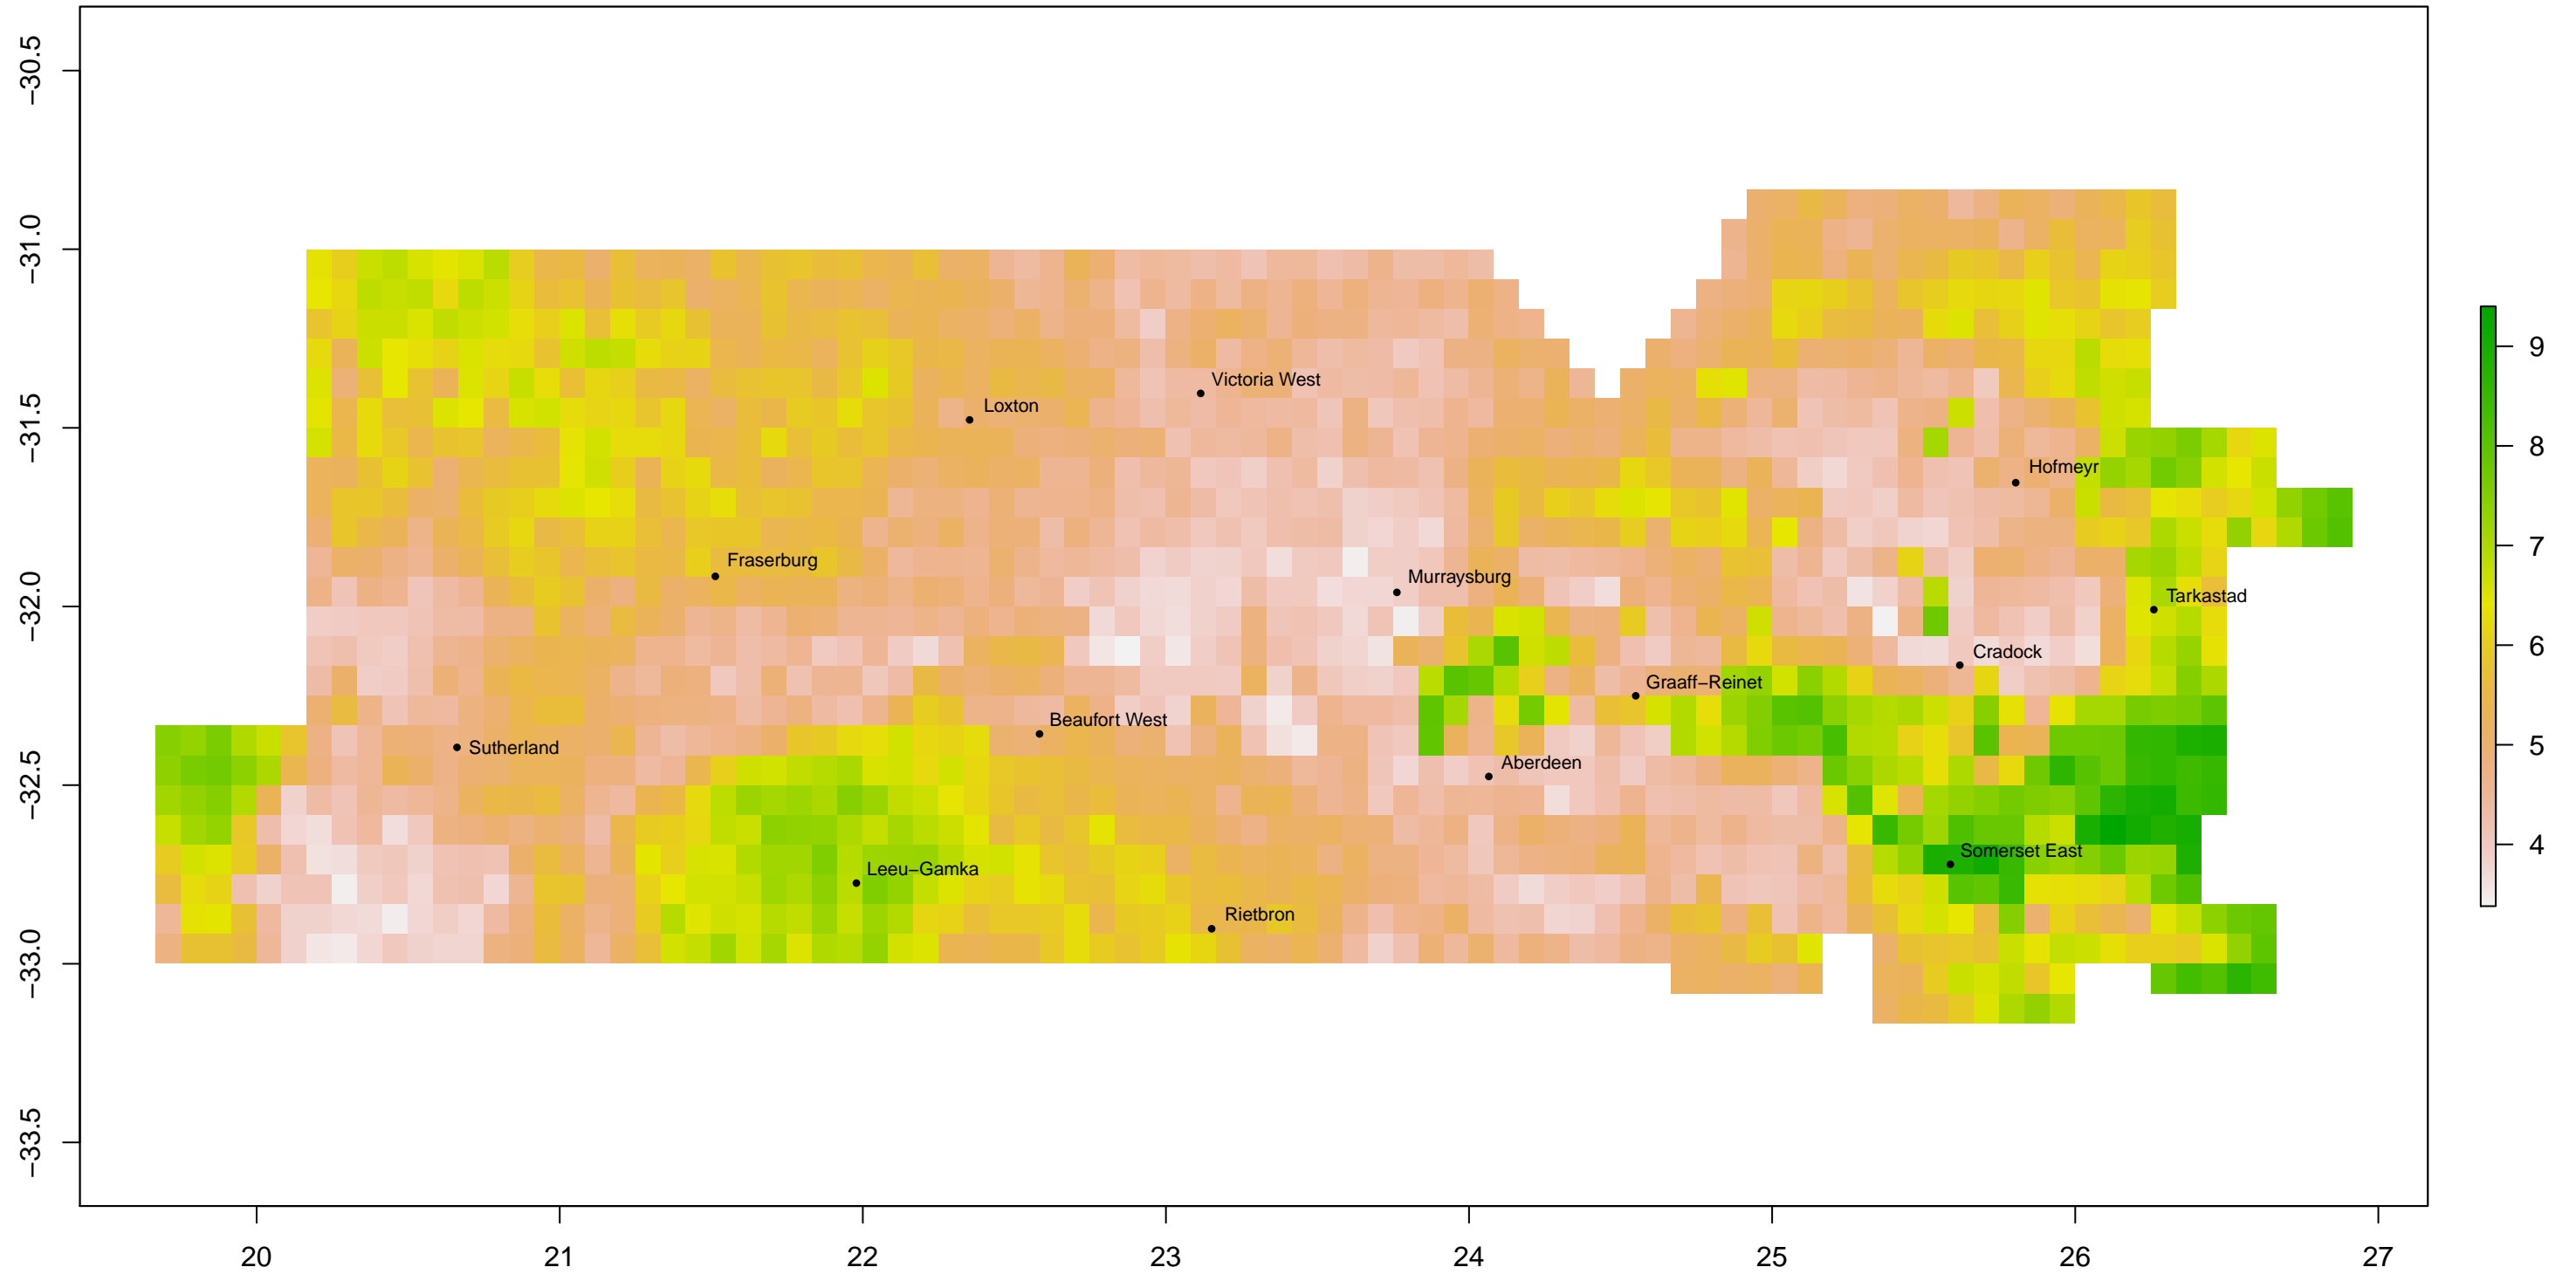 −30.5
−31.0
−31.5
−32.0
−32.5
−33.0
−33.5
Victoria West
Loxton
Hofmeyr
Fraserburg
Murraysburg
Tarkastad
Cradock
Graaff−Reinet
Beaufort West
Sutherland
Aberdeen
Somerset East
Leeu−Gamka
Rietbron
9
8
7
6
5
4
20 21 22 23 24 25 26 27